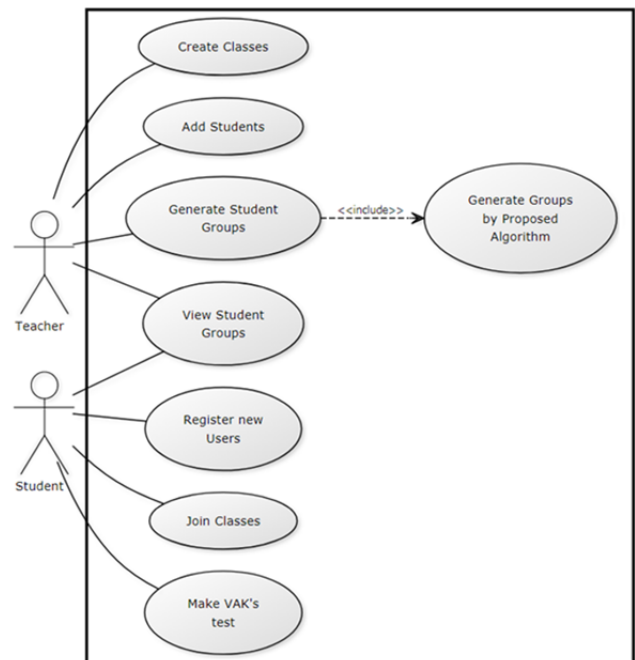 Create Classes
Add Students
Generate Student
Groups
<<include>>
Generate Groups
by Proposed
Algorithm
Teacher
View Student
Groups
Register new
Users
Student
Join Classes
Make VAK's
test